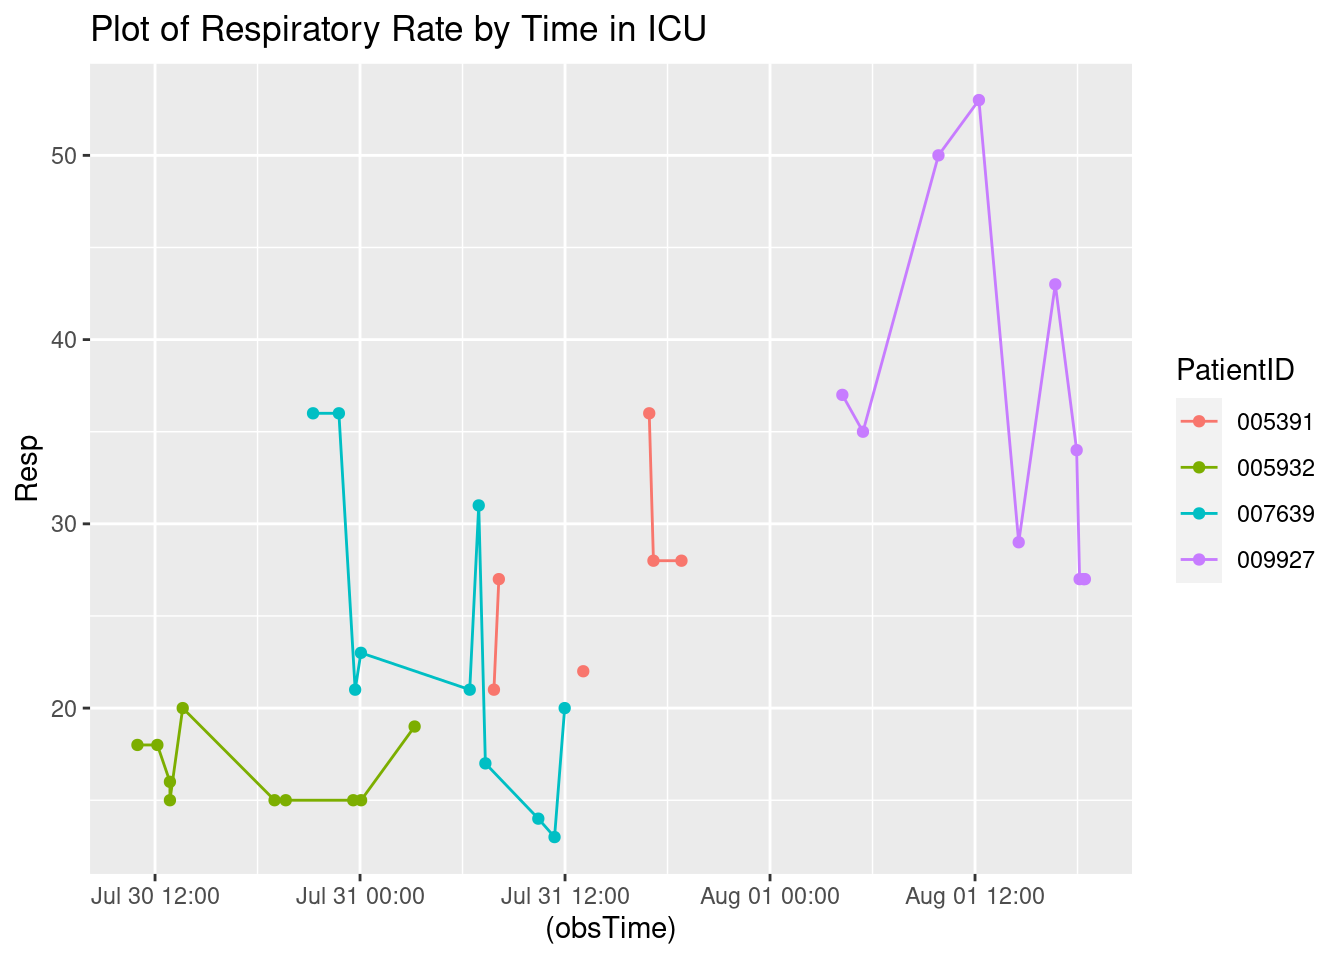 Plot of Respiratory Rate by Time in ICU
Resp
50
40
30
20
Jul 30 12:00
Jul 31 00:00
Jul 31 12:00
Aug 01 00:00
Aug 01 12:00
(obsTime)
PatientID
005391
005932
007639
009927